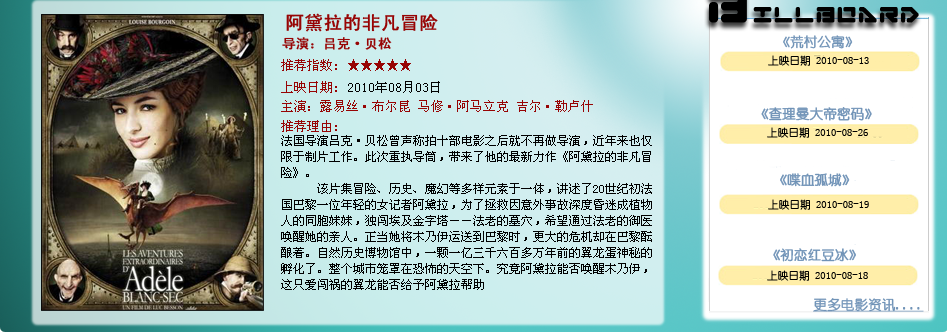 LOUISE BOURGOIN
LES AVENTURES
EXTRAORDINAIRES
D'Adèle
BLANC-SEC
UN FILM DE LUC BESSON
阿黛拉的非凡冒险
导演：吕克·贝松
推荐指数：★★★★★
上映日期：2010年08月03日
主演：露易丝·布尔昆 马修·阿马立克 吉尔·勒卢什
推荐理由：
法国导演吕克·贝松曾声称拍十部电影之后就不再做导演，近年来也仅
限于制片工作。此次重执导筒，带来了他的最新力作《阿黛拉的非凡冒
险》。
该片集冒险、历史、魔幻等多样元素于一体，讲述了20世纪初法
国巴黎一位年轻的女记者阿黛拉，为了拯救因意外事故深度昏迷成植物
人的同胞妹妹，独闯埃及金字塔－－法老的墓穴，希望通过法老的御医
唤醒她的亲人。正当她将木乃伊运送到巴黎时，更大的危机却在巴黎酝
酿着。自然历史博物馆中，一颗一亿三千六百多万年前的翼龙蛋神秘的
孵化了。整个城市笼罩在恐怖的天空下。究竟阿黛拉能否唤醒木乃伊，
这只爱闯祸的翼龙能否给予阿黛拉帮助
BILLBOARD
《荒村公寓》
上映日期 2010-08-13
《查理曼大帝密码》
上映日期 2010-08-26
《喋血孤城》
上映日期 2010-08-19
《初恋红豆冰》
上映日期 2010-08-18
更多电影资讯....